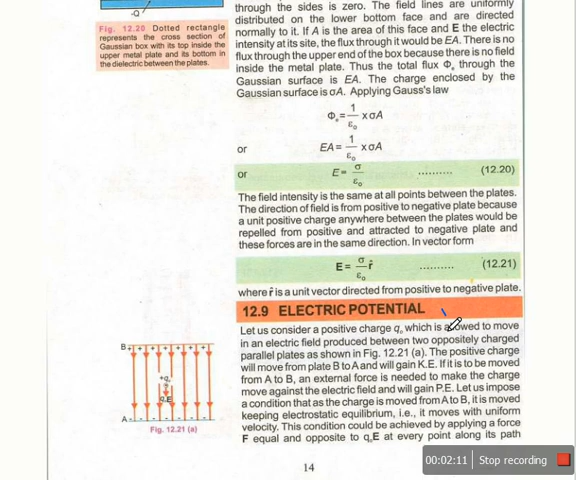 -Q
Fig. 12.20 Dotted rectangle
represents the cross section of
Gaussian box with its top inside the
upper metal plate and its bottom in
the dielectric between the plates.
through the sides is zero. The field lines are uniformly
distributed on the lower bottom face and are directed
normally to it. If A is the area of this face and E the electric
intensity at its site, the flux through it would be EA. There is no
flux through the upper end of the box because there is no field
inside the metal plate. Thus the total flux Φₑ through the
Gaussian surface is EA. The charge enclosed by the
Gaussian surface is σA. Applying Gauss's law
Φₑ = 1/ε₀ x σA
or EA = 1/ε₀ x σA
or E = σ/ε₀ .......... (12.20)
The field intensity is the same at all points between the plates.
The direction of field is from positive to negative plate because
a unit positive charge anywhere between the plates would be
repelled from positive and attracted to negative plate and
these forces are in the same direction. In vector form
E = σ/ε₀ r̂ .......... (12.21)
where r̂ is a unit vector directed from positive to negative plate.
12.9 ELECTRIC POTENTIAL
Let us consider a positive charge q₀ which is allowed to move
in an electric field produced between two oppositely charged
parallel plates as shown in Fig. 12.21 (a). The positive charge
will move from plate B to A and will gain K.E. If it is to be moved
from A to B, an external force is needed to make the charge
move against the electric field and will gain P.E. Let us impose
a condition that as the charge is moved from A to B, it is moved
keeping electrostatic equilibrium, i.e., it moves with uniform
velocity. This condition could be achieved by applying a force
F equal and opposite to q₀E at every point along its path
B
+q₀
q₀E
A
Fig. 12.21 (a)
14
00:02:11 Stop recording